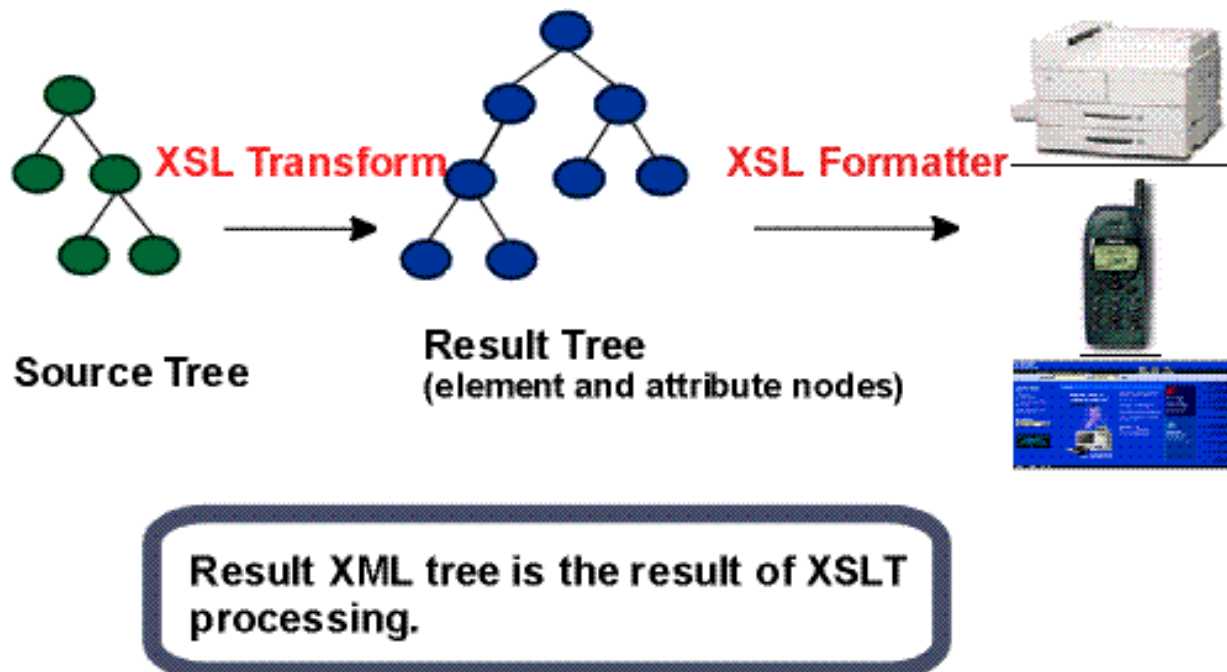 XSL Transform
XSL Formatter
Source Tree
Result Tree
(element and attribute nodes)
Result XML tree is the result of XSLT
processing.